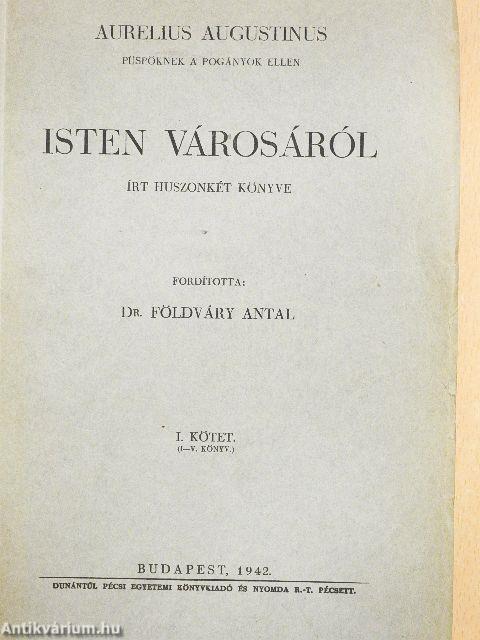 AURELIUS AUGUSTINUS
PÜSPÖKNEK A POGÁNYOK ELLEN
ISTEN VÁROSÁRÓL
ÍRT HUSZONKÉT KÖNYVE
FORDÍTOTTA:
DR. FÖLDVÁRY ANTAL
I. KÖTET.
(I—V. KÖNYV.)
BUDAPEST, 1942.
DUNÁNTÚL PÉCSI EGYETEMI KÖNYVKIADÓ ÉS NYOMDA R.-T. PÉCSETT.
Antikvárium.hu